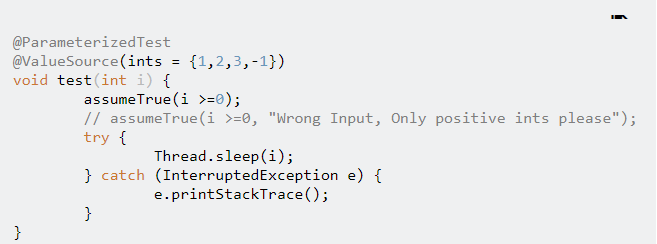 @ParameterizedTest
@ValueSource(ints = {1,2,3,-1})
void test(int i) {
        assumeTrue(i >=0);
        // assumeTrue(i >=0, "Wrong Input, Only positive ints please");
        try {
                Thread.sleep(i);
        } catch (InterruptedException e) {
                e.printStackTrace();
        }
}